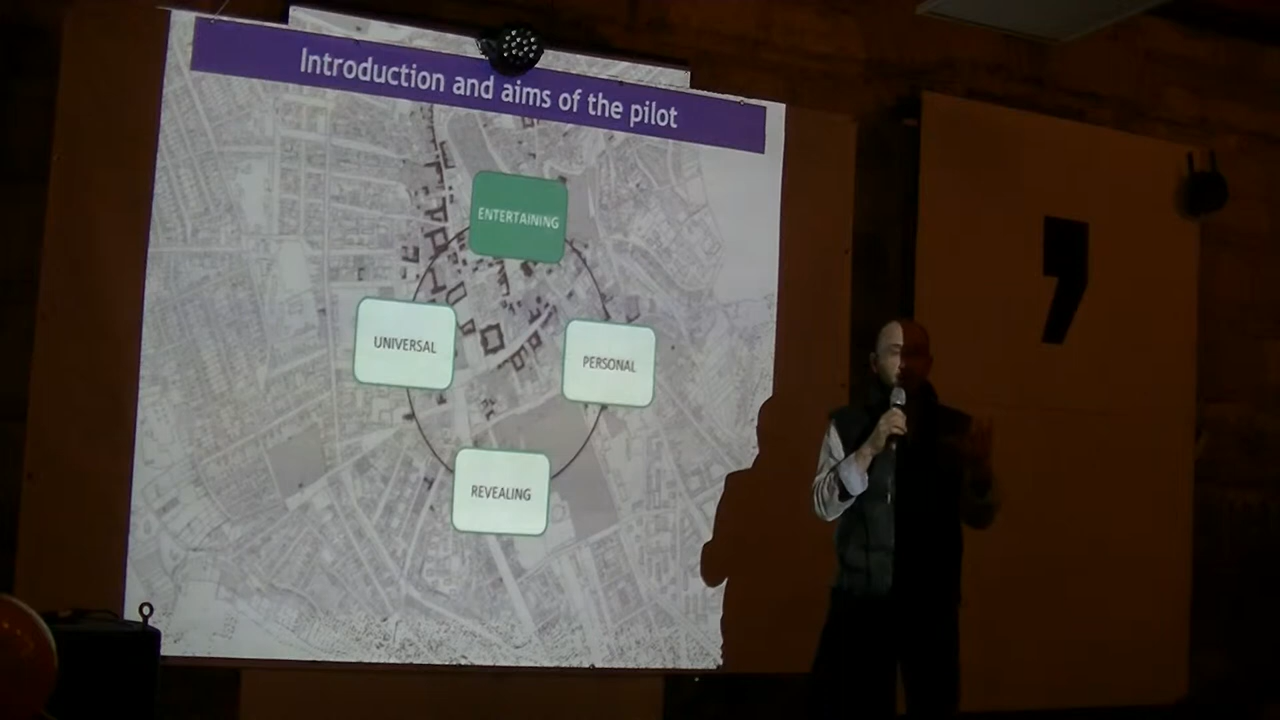 Introduction and aims of the pilot
ENTERTAINING
UNIVERSAL
PERSONAL
REVEALING
,